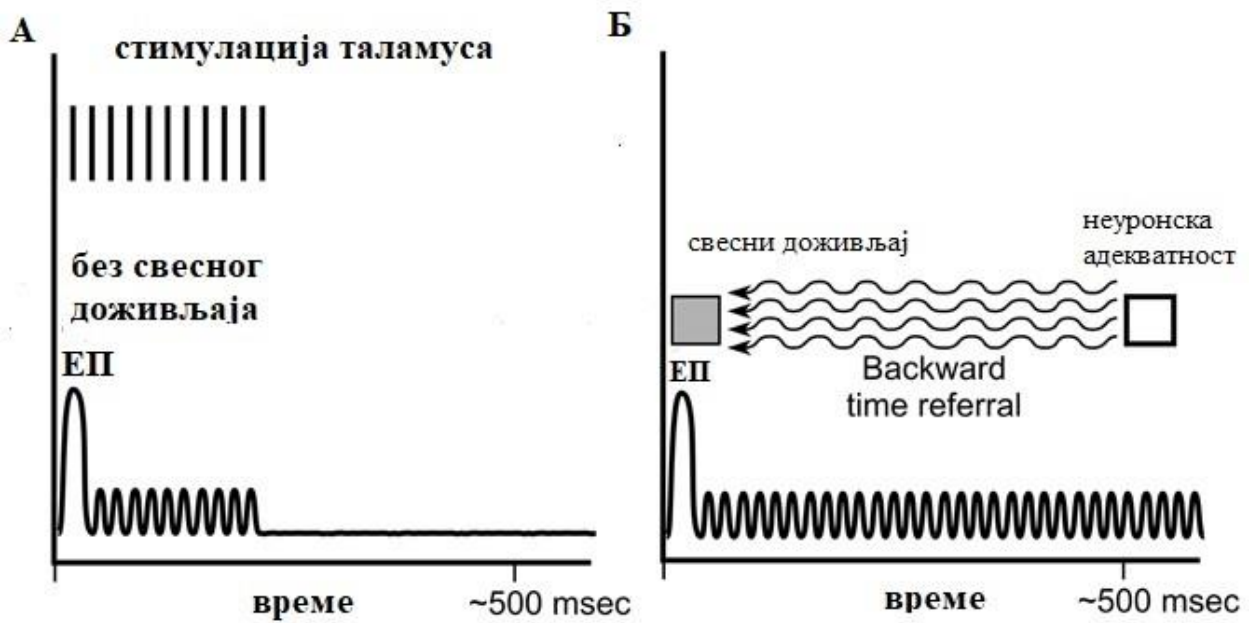 А
стимулација таламуса
без свесног
доживљаја
ЕП
време
~500 msec
Б
свесни доживљај
неуронска
адекватност
ЕП
Backward
time referral
време
~500 msec